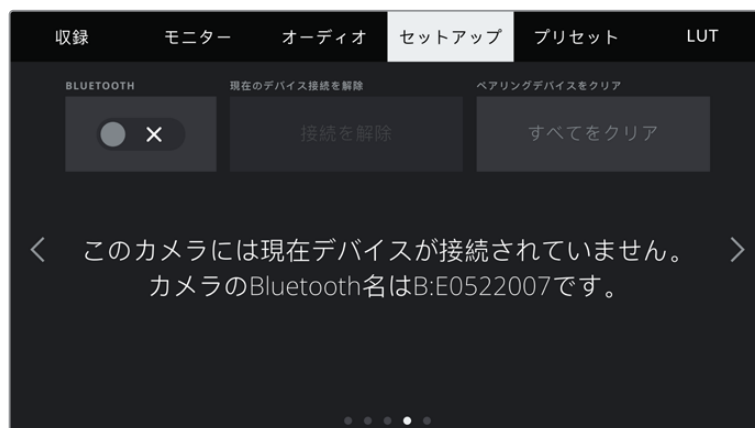 収録 モニター オーディオ セットアップ プリセット LUT
BLUETOOTH 現在のデバイス接続を解除 ペアリングデバイスをクリア
接続を解除 すべてをクリア
このカメラには現在デバイスが接続されていません。
カメラのBluetooth名はB:E0522007です。